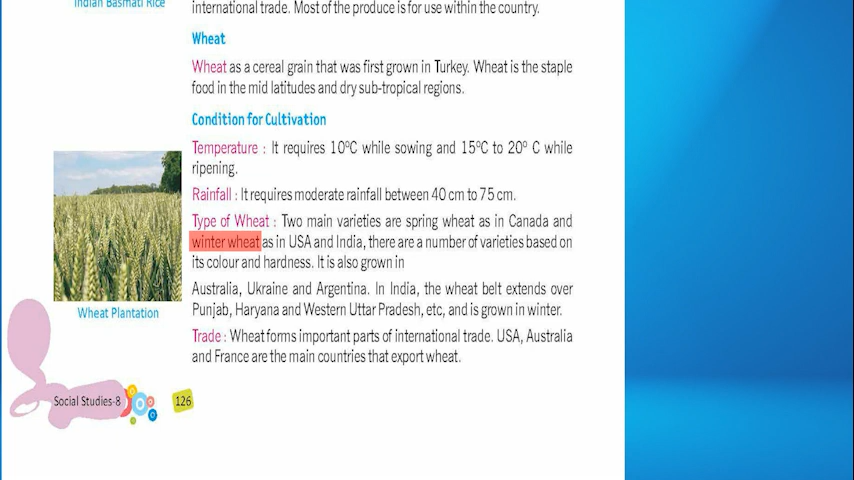 Indian Basmati Rice
international trade. Most of the produce is for use within the country.
Wheat
Wheat as a cereal grain that was first grown in Turkey. Wheat is the staple
food in the mid latitudes and dry sub-tropical regions.
Condition for Cultivation
Temperature : It requires 10⁰C while sowing and 15⁰C to 20⁰ C while
ripening.
Rainfall : It requires moderate rainfall between 40 cm to 75 cm.
Type of Wheat : Two main varieties are spring wheat as in Canada and
winter wheat as in USA and India, there are a number of varieties based on
its colour and hardness. It is also grown in
Australia, Ukraine and Argentina. In India, the wheat belt extends over
Punjab, Haryana and Western Uttar Pradesh, etc, and is grown in winter.
Wheat Plantation
Trade : Wheat forms important parts of international trade. USA, Australia
and France are the main countries that export wheat.
Social Studies-8
126